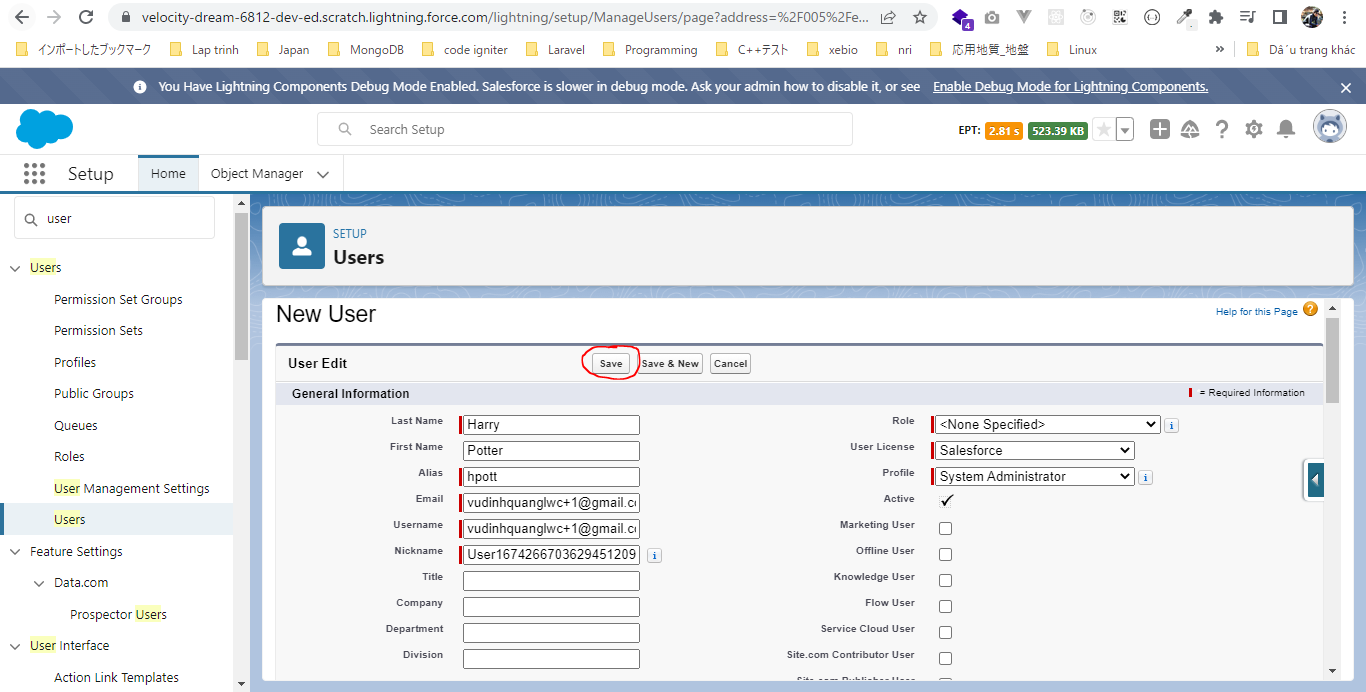 velocity-dream-6812-dev-ed.scratch.lightning.force.com/lightning/setup/ManageUsers/page?address=%2F005%2Fe...
4
インポートしたブックマーク
Lap trinh
Japan
MongoDB
code igniter
Laravel
Programming
C++テスト
xebio
nri
応用地質_地盤
Linux
»
Dấu trang khác
You Have Lightning Components Debug Mode Enabled. Salesforce is slower in debug mode. Ask your admin how to disable it, or see Enable Debug Mode for Lightning Components.
Search Setup
EPT: 2.81 s 523.39 KB
Setup
Home
Object Manager
user
Users
Permission Set Groups
Permission Sets
Profiles
Public Groups
Queues
Roles
User Management Settings
Users
Feature Settings
Data.com
Prospector Users
User Interface
Action Link Templates
SETUP
Users
New User
Help for this Page ?
User Edit
Save
Save & New
Cancel
General Information
= Required Information
Last Name Harry
First Name Potter
Alias hpott
Email vudinhquanglwc+1@gmail.co
Username vudinhquanglwc+1@gmail.co
Nickname User1674266703629451209 i
Title
Company
Department
Division
Role <None Specified> i
User License Salesforce
Profile System Administrator i
Active
Marketing User
Offline User
Knowledge User
Flow User
Service Cloud User
Site.com Contributor User
Site.com Publisher User